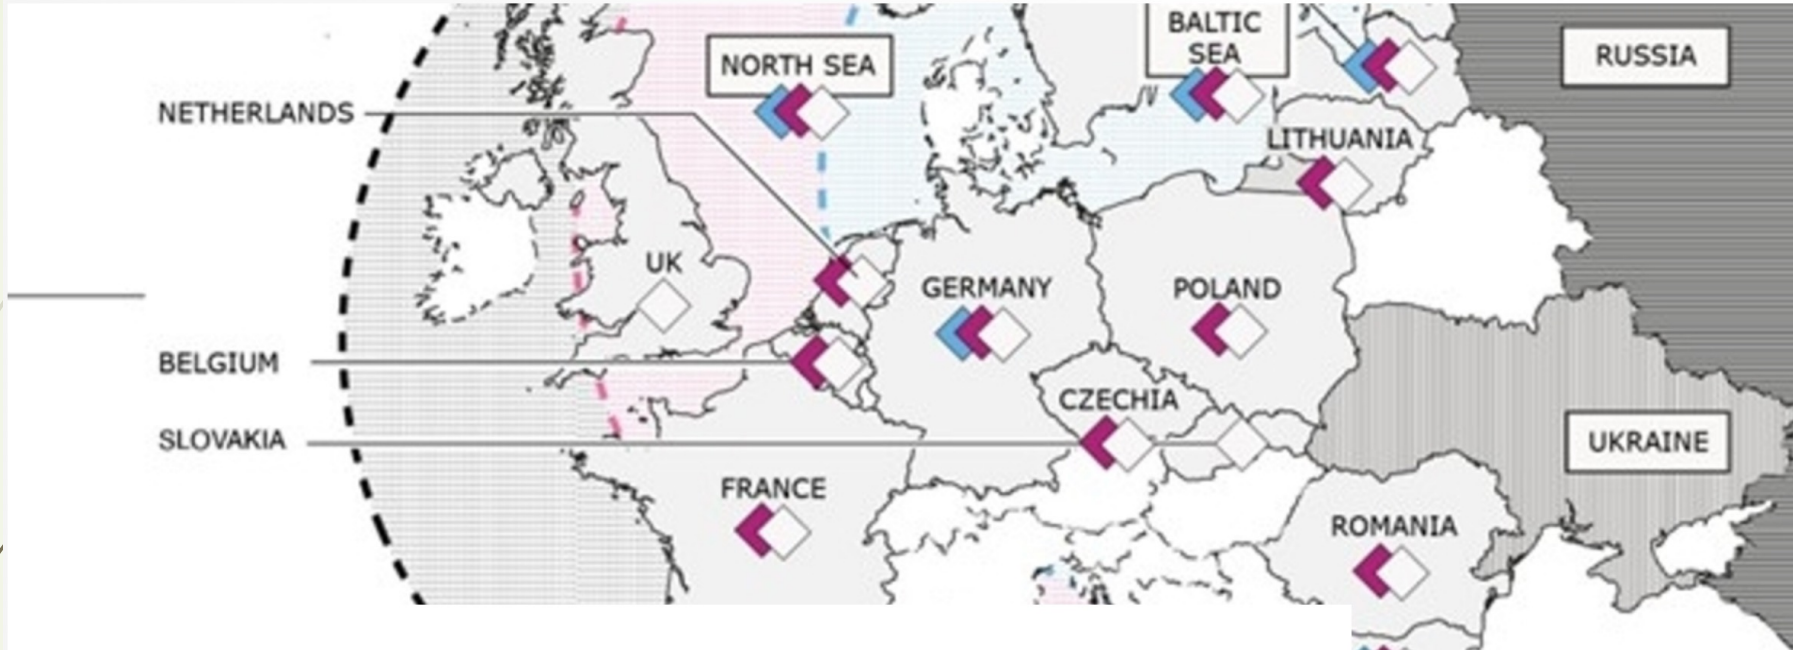 BALTIC
SEA
NORTH SEA
RUSSIA
NETHERLANDS
LITHUANIA
UK
GERMANY
POLAND
BELGIUM
CZECHIA
SLOVAKIA
UKRAINE
FRANCE
ROMANIA